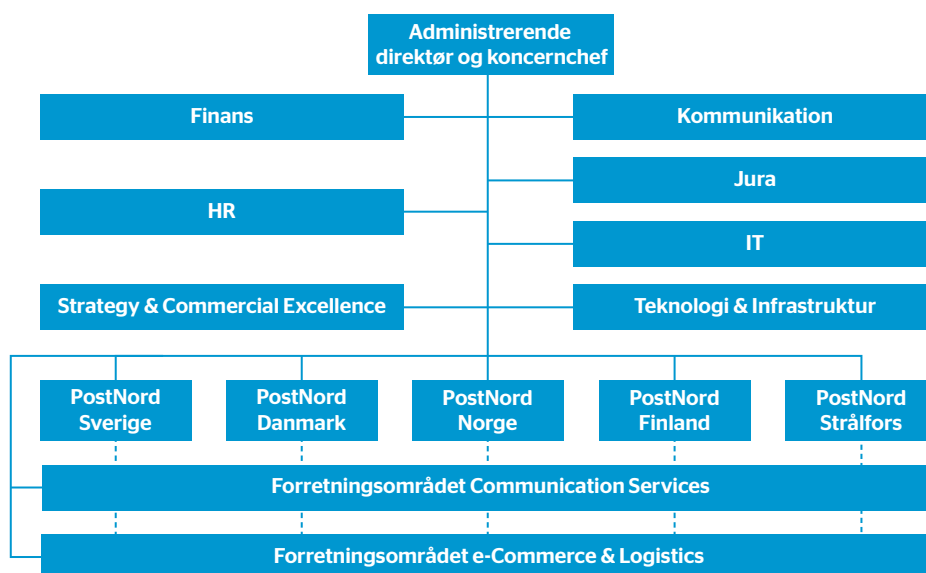 Administrerende
direktør og koncernchef
Finans
Kommunikation
Jura
HR
IT
Strategy & Commercial Excellence
Teknologi & Infrastruktur
PostNord
Sverige
PostNord
Danmark
PostNord
Norge
PostNord
Finland
PostNord
Strålfors
Forretningsområdet Communication Services
Forretningsområdet e-Commerce & Logistics